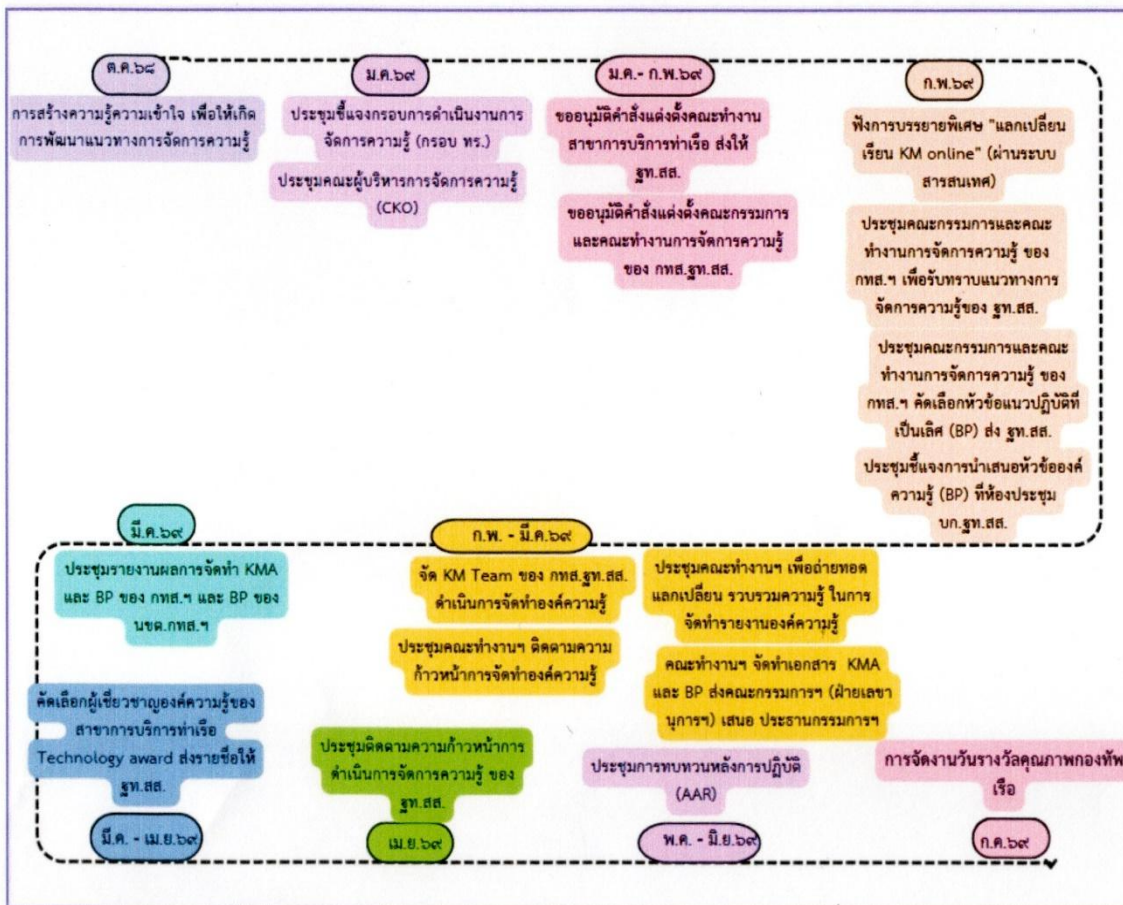 ต.ค.๖๘
การสร้างความรู้ความเข้าใจ เพื่อให้เกิด
การพัฒนาแนวทางการจัดการความรู้
ม.ค.๖๙
ประชุมชี้แจงกรอบการดำเนินงานการ
จัดการความรู้ (กรอบ ทร.)
ประชุมคณะผู้บริหารการจัดการความรู้
(CKO)
ม.ค.- ก.พ.๖๙
ขออนุมัติคำสั่งแต่งตั้งคณะทำงาน
สาขาการบริการท่าเรือ ส่งให้
ฐท.สส.
ขออนุมัติคำสั่งแต่งตั้งคณะกรรมการ
และคณะทำงานการจัดการความรู้
ของ กทส.ฐท.สส.
ก.พ.๖๙
ฟังการบรรยายพิเศษ "แลกเปลี่ยน
เรียน KM online" (ผ่านระบบ
สารสนเทศ)
ประชุมคณะกรรมการและคณะ
ทำงานการจัดการความรู้ ของ
กทส.ฯ เพื่อรับทราบแนวทางการ
จัดการความรู้ของ ฐท.สส.
ประชุมคณะกรรมการและคณะ
ทำงานการจัดการความรู้ ของ
กทส.ฯ คัดเลือกหัวข้อแนวปฏิบัติที่
เป็นเลิศ (BP) ส่ง ฐท.สส.
ประชุมชี้แจงการนำเสนอหัวข้อองค์
ความรู้ (BP) ที่ห้องประชุม
บก.ฐท.สส.
ก.พ. - มี.ค.๖๙
จัด KM Team ของ กทส.ฐท.สส.
ดำเนินการจัดทำองค์ความรู้
ประชุมคณะทำงานฯ ติดตามความ
ก้าวหน้าการจัดทำองค์ความรู้
ประชุมคณะทำงานฯ เพื่อถ่ายทอด
แลกเปลี่ยน รวบรวมความรู้ ในการ
จัดทำรายงานองค์ความรู้
คณะทำงานฯ จัดทำเอกสาร KMA
และ BP ส่งคณะกรรมการฯ (ฝ่ายเลขา
นุการฯ) เสนอ ประธานกรรมการฯ
มี.ค.๖๙
ประชุมรายงานผลการจัดทำ KMA
และ BP ของ กทส.ฯ และ BP ของ
นขต.กทส.ฯ
คัดเลือกผู้เชี่ยวชาญองค์ความรู้ของ
สาขาการบริการท่าเรือ
Technology award ส่งรายชื่อให้
ฐท.สส.
มี.ค. - เม.ย.๖๙
ประชุมติดตามความก้าวหน้าการ
ดำเนินการจัดการความรู้ ของ
ฐท.สส.
เม.ย.๖๙
ประชุมการทบทวนหลังการปฏิบัติ
(AAR)
พ.ค. - มิ.ย.๖๙
การจัดงานวันรางวัลคุณภาพกองทัพ
เรือ
ก.ค.๖๙